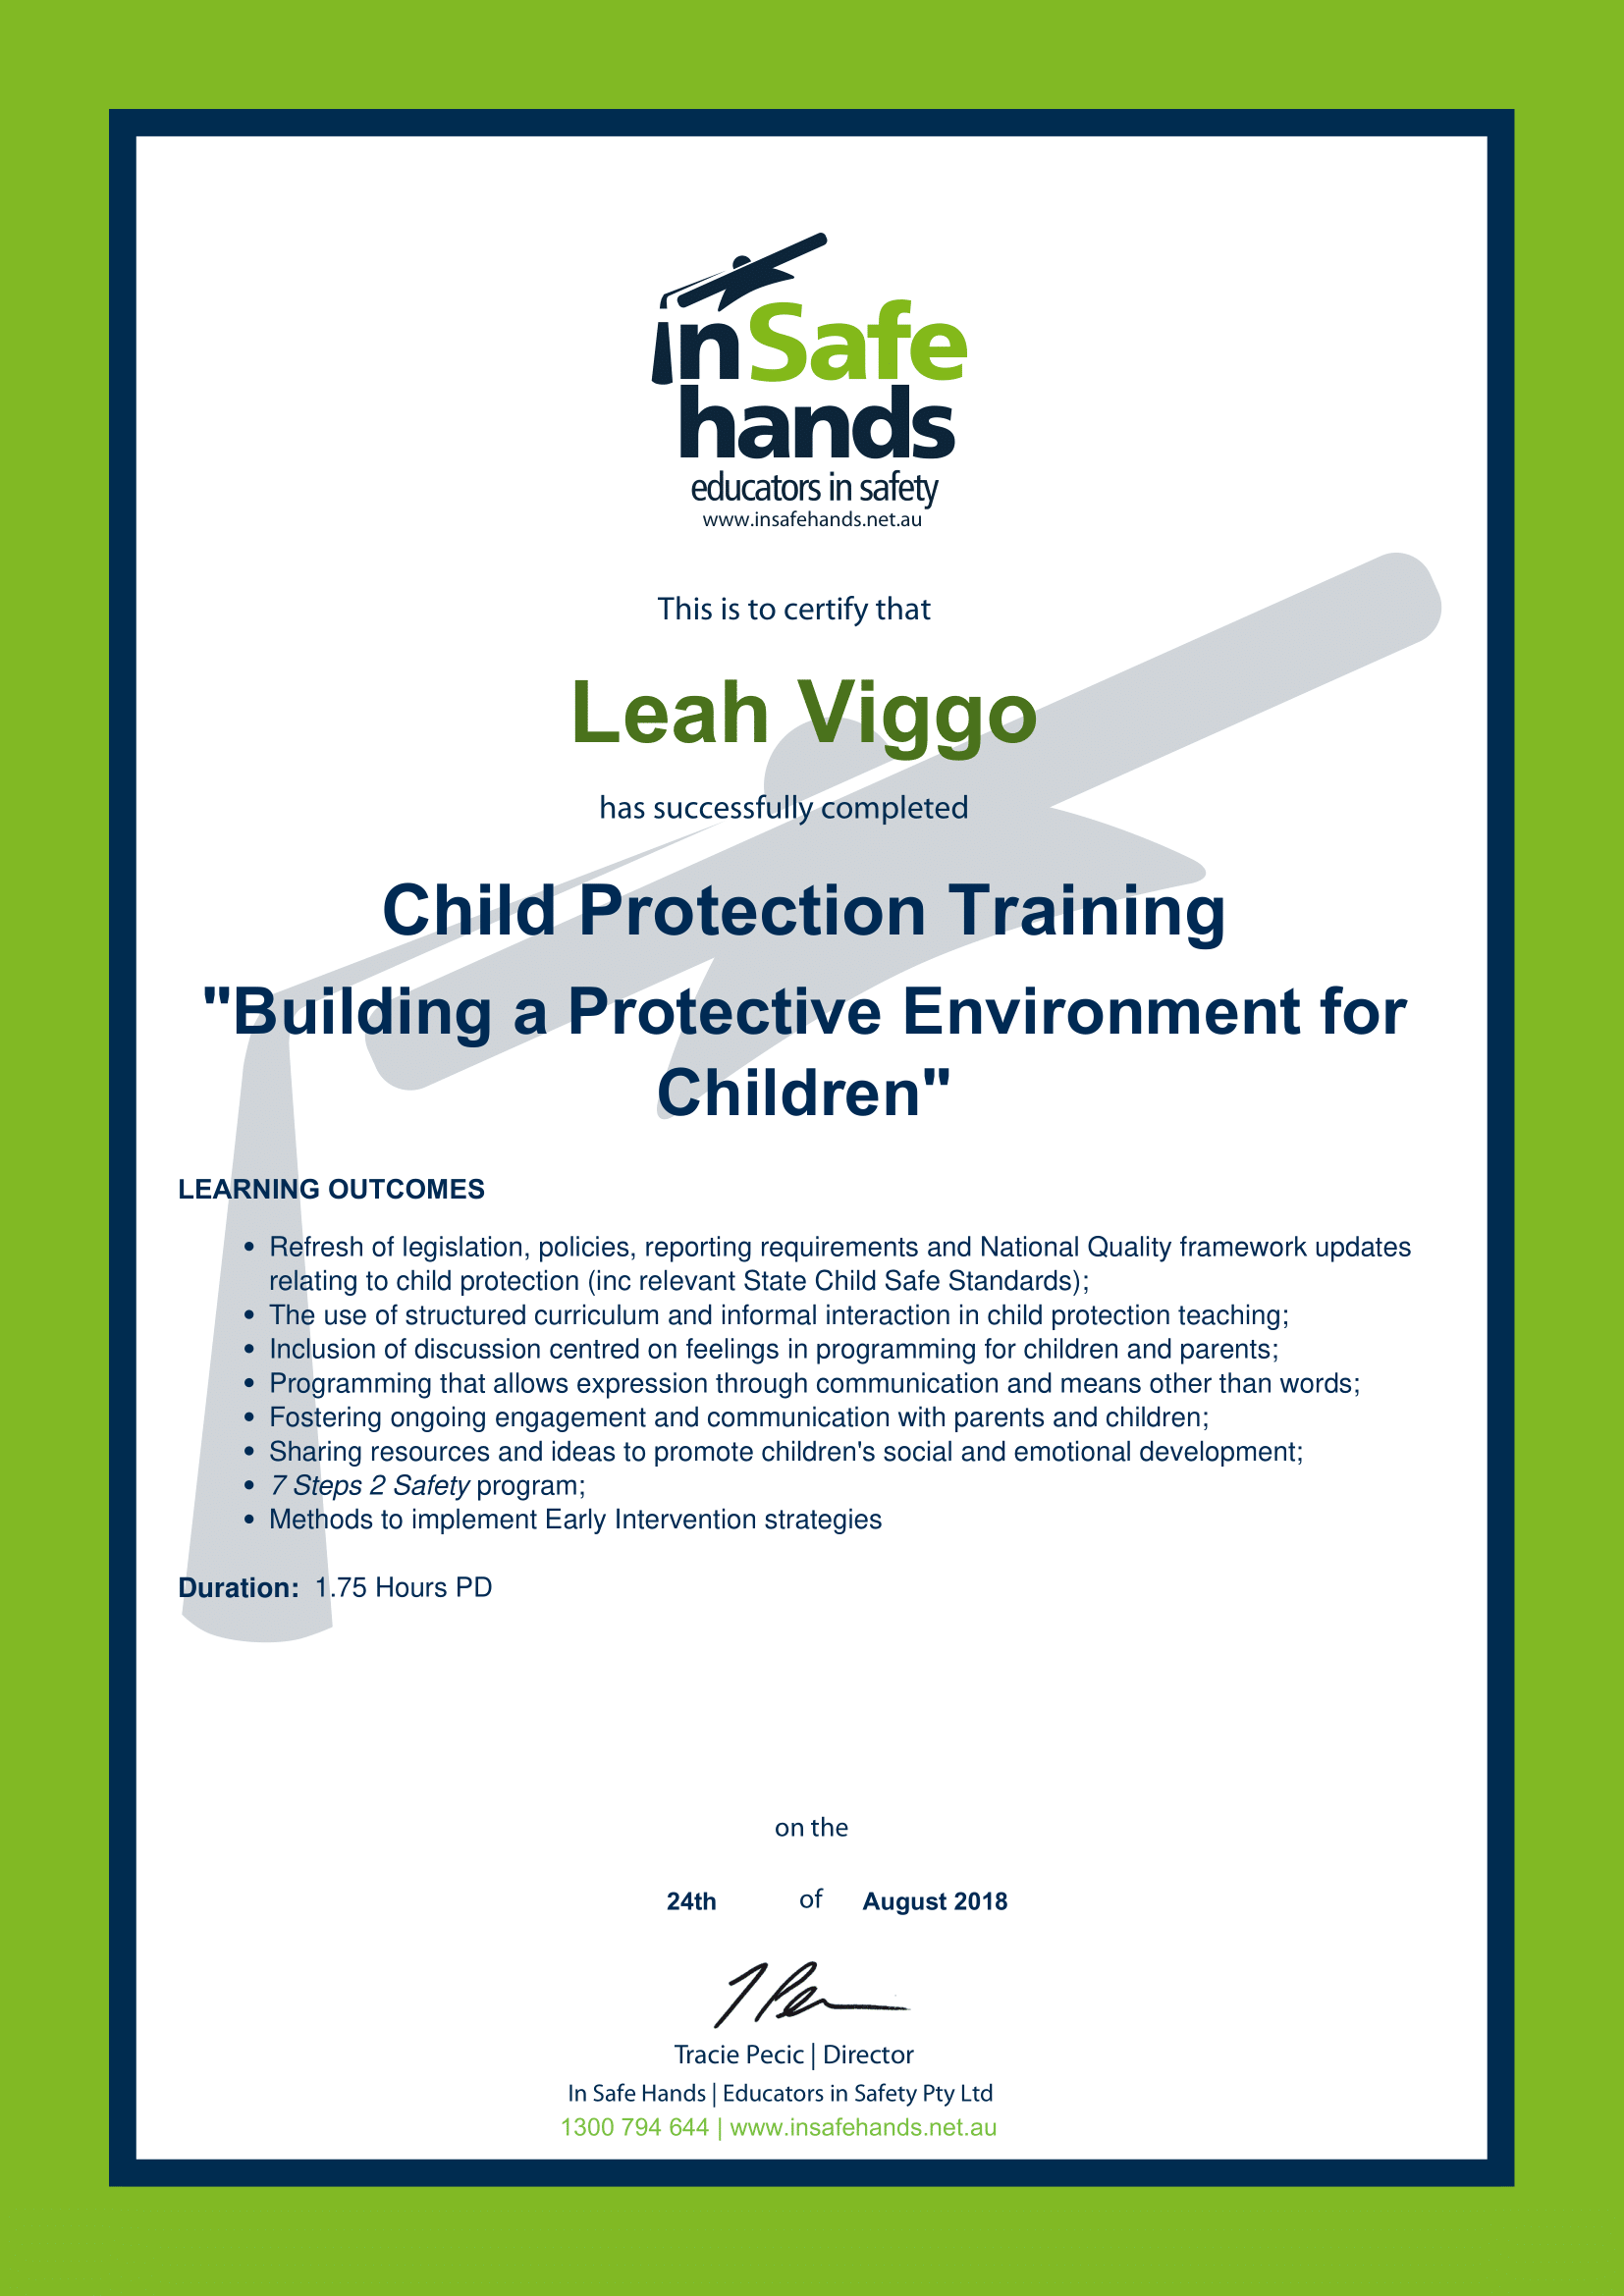 inSafe
hands
educators in safety
www.insafehands.net.au
This is to certify that
Leah Viggo
has successfully completed
Child Protection Training
"Building a Protective Environment for
Children"
LEARNING OUTCOMES
• Refresh of legislation, policies, reporting requirements and National Quality framework updates
relating to child protection (inc relevant State Child Safe Standards);
• The use of structured curriculum and informal interaction in child protection teaching;
• Inclusion of discussion centred on feelings in programming for children and parents;
• Programming that allows expression through communication and means other than words;
• Fostering ongoing engagement and communication with parents and children;
• Sharing resources and ideas to promote children's social and emotional development;
• 7 Steps 2 Safety program;
• Methods to implement Early Intervention strategies
Duration: 1.75 Hours PD
on the
24th of August 2018
Tracie Pecic | Director
In Safe Hands | Educators in Safety Pty Ltd
1300 794 644 | www.insafehands.net.au